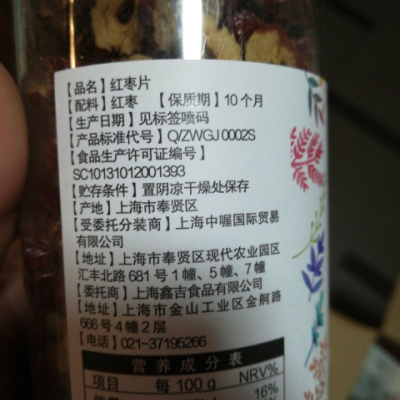 【品名】红枣片
【配料】红枣 【保质期】10个月
【生产日期】见标签喷码
【产品标准代号】Q/ZWGJ0002S
【食品生产许可证编号】
SC10131012001393
【贮存条件】置阴凉干燥处保存
【产地】上海市奉贤区
【受委托分装商】上海中喔国际贸易
有限公司
【地址】上海市奉贤区现代农业园区
汇丰北路681号1幢、5幢、7幢
【委托商】上海鑫吉食品有限公司
【地址】上海市金山工业区金舸路
666号4幢2层
【电话】021-37195266
营养成分表
项目 每100g NRV%
16%